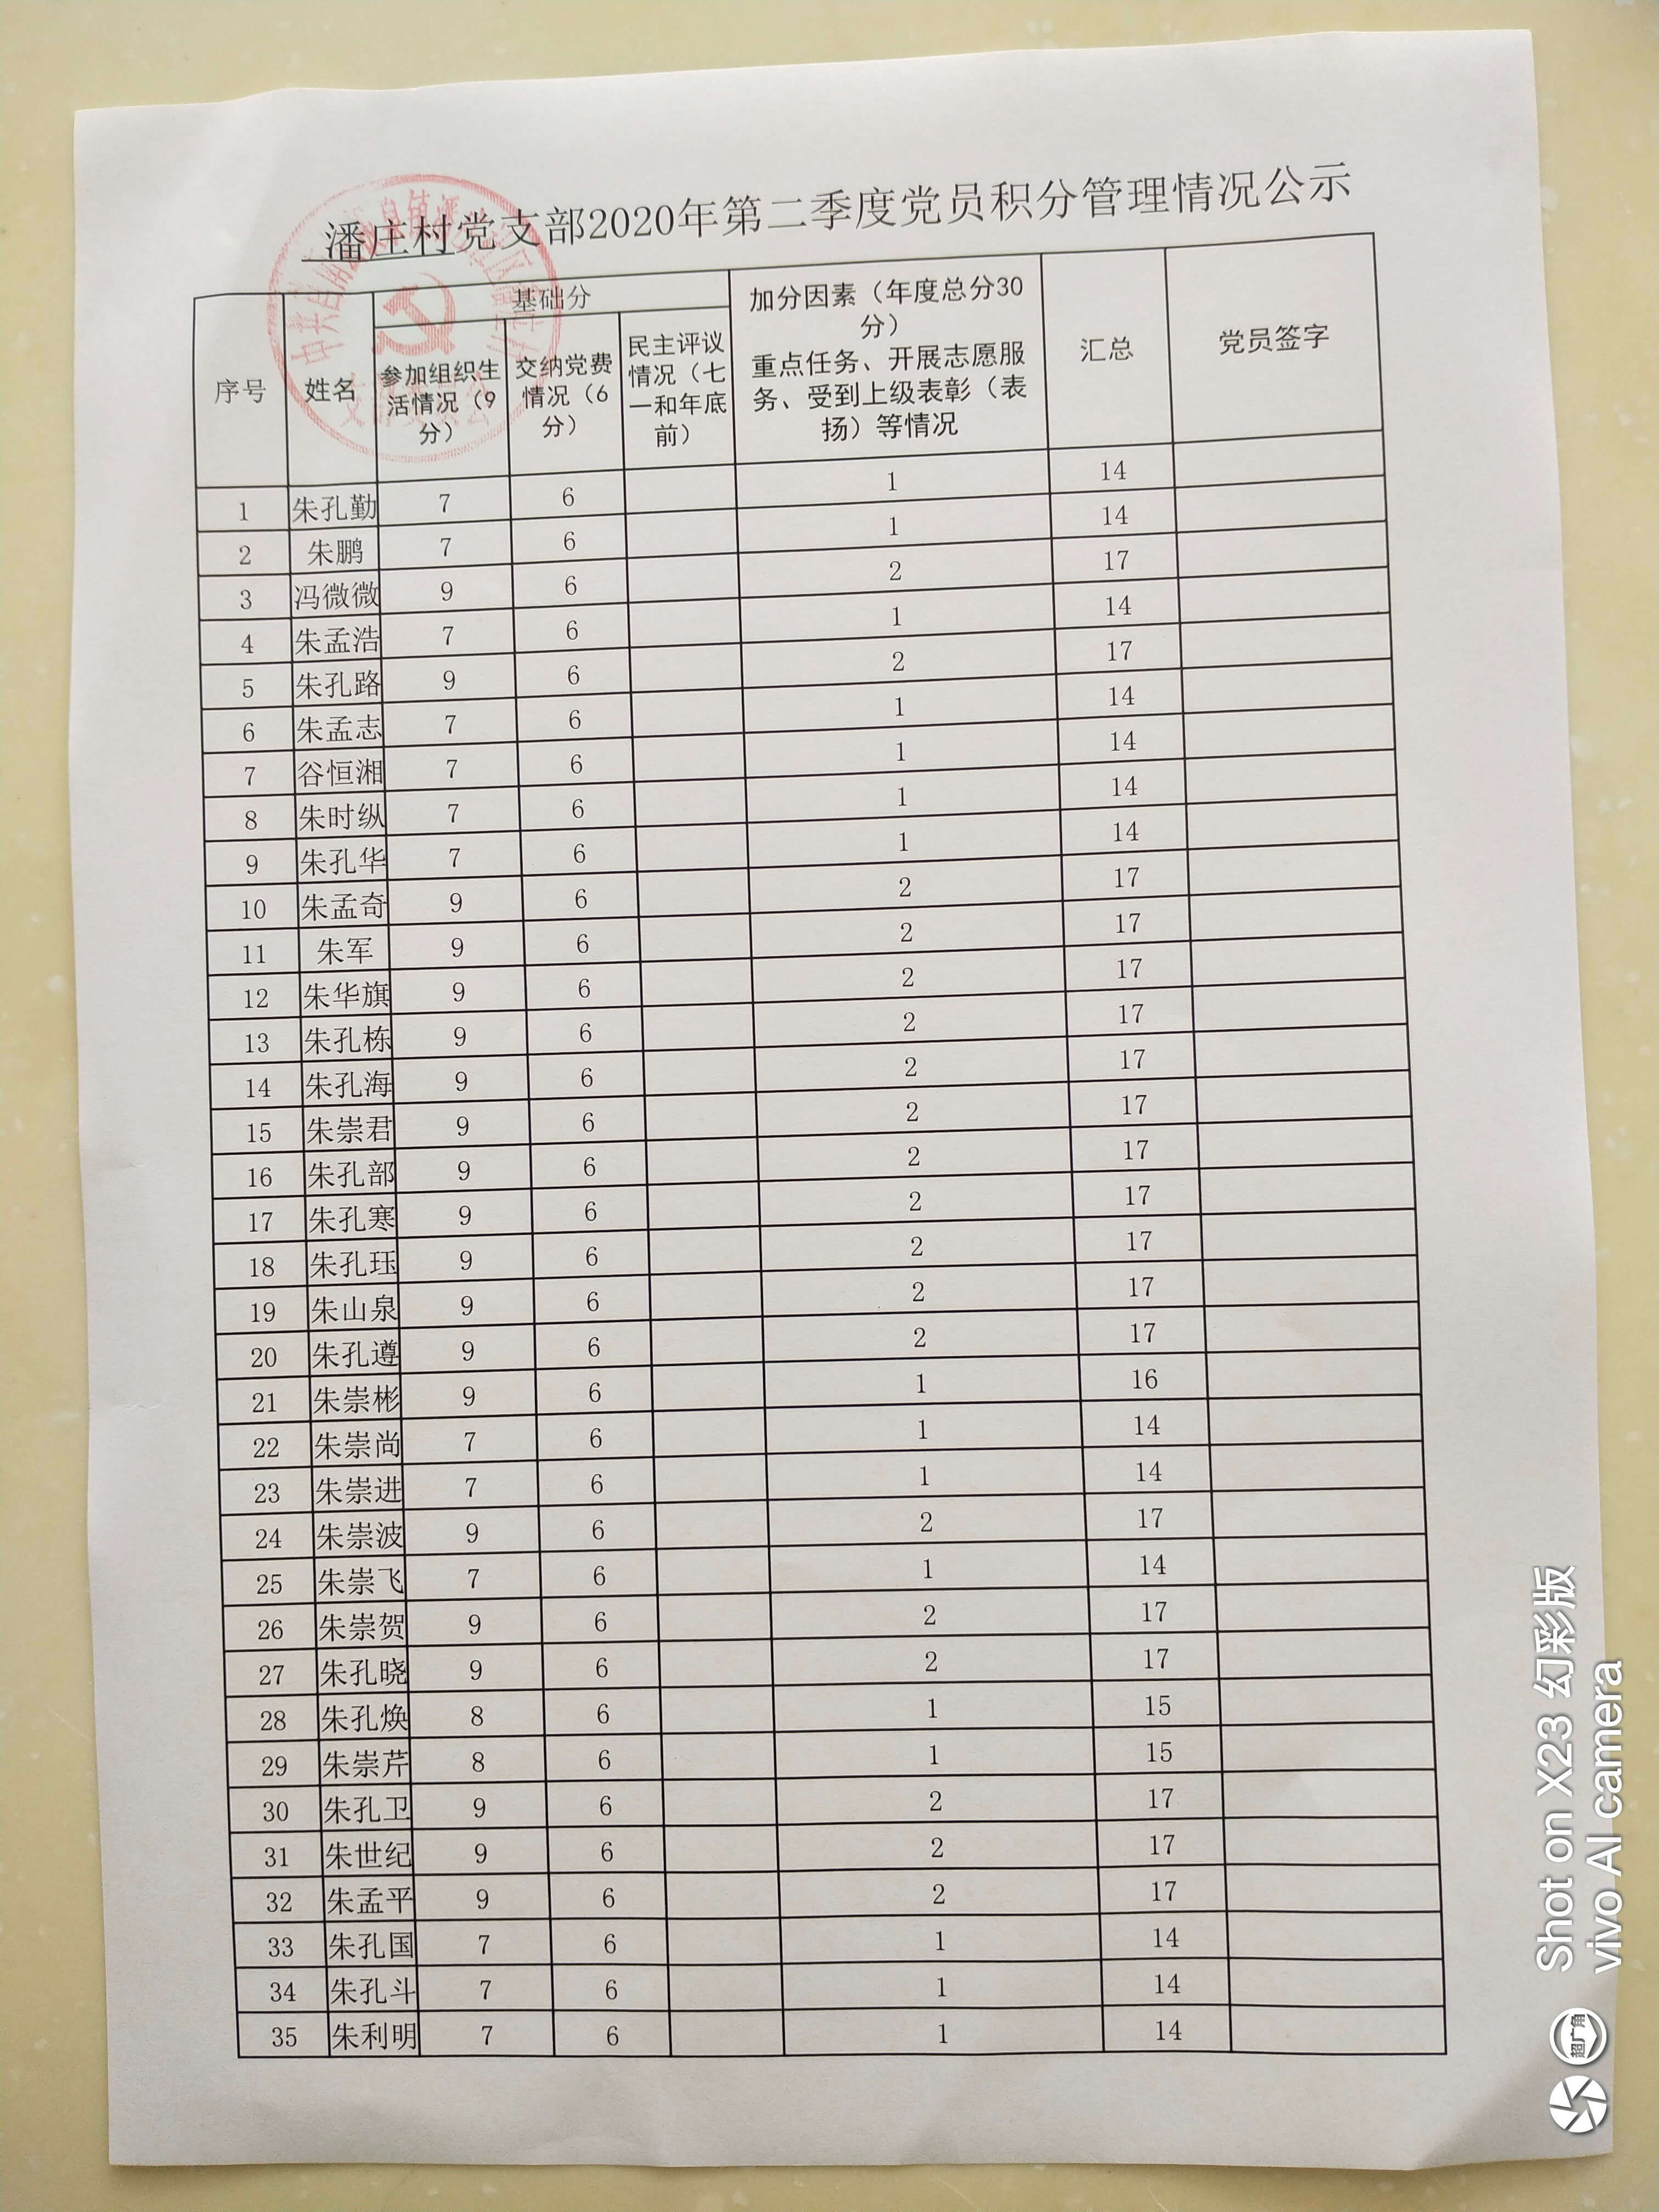 潘庄村党支部2020年第二季度党员积分管理情况公示
序号 姓名 基础分 加分因素（年度总分30分）重点任务、开展志愿服务、受到上级表彰（表扬）等情况 汇总 党员签字
参加组织生活情况（9分） 交纳党费情况（6分） 民主评议情况（七一和年底前）
1 朱孔勤 7 6 1 14
2 朱鹏 7 6 1 14
3 冯微微 9 6 2 17
4 朱孟浩 7 6 1 14
5 朱孔路 9 6 2 17
6 朱孟志 7 6 1 14
7 谷恒湘 7 6 1 14
8 朱时纵 7 6 1 14
9 朱孔华 7 6 1 14
10 朱孟奇 9 6 2 17
11 朱军 9 6 2 17
12 朱华旗 9 6 2 17
13 朱孔栋 9 6 2 17
14 朱孔海 9 6 2 17
15 朱崇君 9 6 2 17
16 朱孔部 9 6 2 17
17 朱孔寒 9 6 2 17
18 朱孔珏 9 6 2 17
19 朱山泉 9 6 2 17
20 朱孔遵 9 6 2 17
21 朱崇彬 9 6 1 16
22 朱崇尚 7 6 1 14
23 朱崇进 7 6 1 14
24 朱崇波 9 6 2 17
25 朱崇飞 7 6 1 14
26 朱崇贺 9 6 2 17
27 朱孔晓 9 6 2 17
28 朱孔焕 8 6 1 15
29 朱崇芹 8 6 1 15
30 朱孔卫 9 6 2 17
31 朱世纪 9 6 2 17
32 朱孟平 9 6 2 17
33 朱孔国 7 6 1 14
34 朱孔斗 7 6 1 14
35 朱利明 7 6 1 14
超广角
Shot on X23 幻彩版
vivo AI camera